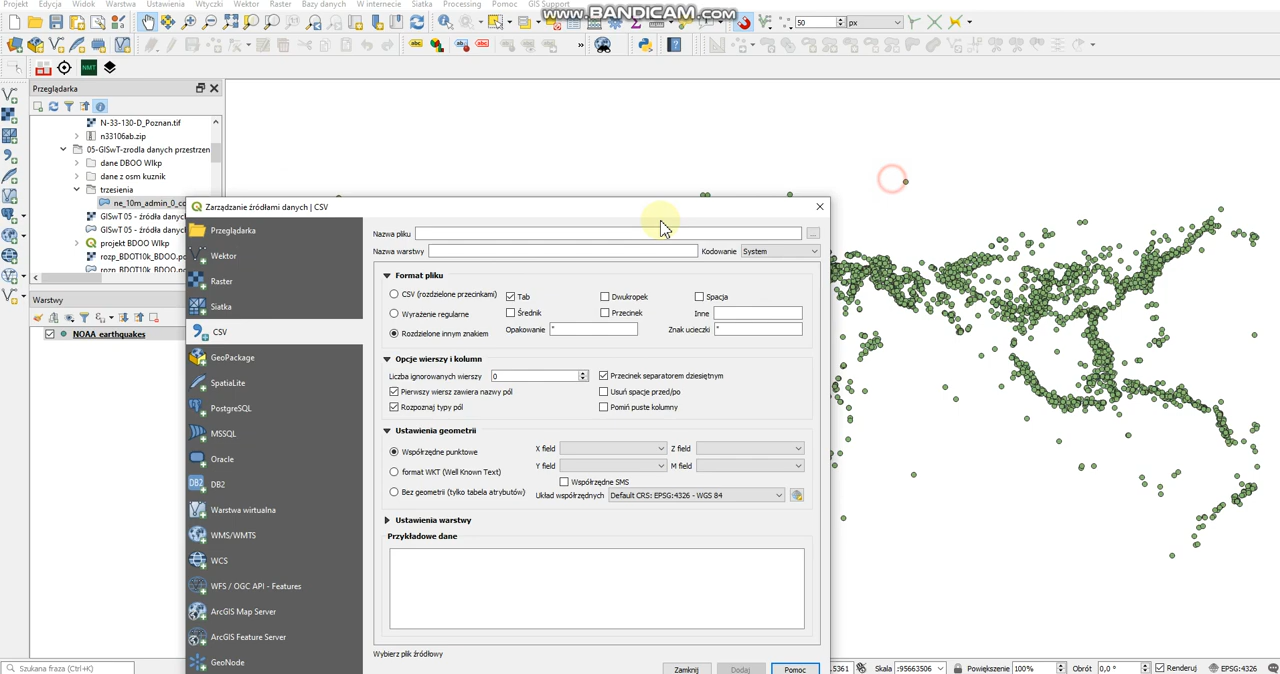 Projekt Edycja Widok Warstwa Ustawienia Wtyczki Wektor Raster Bazy danych W internecie Siatka Processing Pomoc GIS Support
www.BANDICAM.com
50 px
NMT
Przeglądarka
N-33-130-D_Poznan.tif
n33106ab.zip
05-GISwT-zrodla danych przestrzen
dane DBOO Wlkp
dane z osm kuznik
trzesienia
ne_10m_admin_0_co
GISwT 05 - źródła danych
GISwT 05 - źródła danych
projekt BDOO Wlkp
rozp_BDOT10k_BDOO.po
rozp_BDOT10k_BDOO.po
Warstwy
NOAA_earthquakes
Zarządzanie źródłami danych | CSV
Przeglądarka
Wektor
Raster
Siatka
CSV
GeoPackage
SpatiaLite
PostgreSQL
MSSQL
Oracle
DB2
Warstwa wirtualna
WMS/WMTS
WCS
WFS / OGC API - Features
ArcGIS Map Server
ArcGIS Feature Server
GeoNode
Nazwa pliku ...
Nazwa warstwy Kodowanie System
Format pliku
CSV (rozdzielone przecinkami) Tab Dwukropek Spacja
Wyrażenie regularne Średnik Przecinek Inne
Rozdzielone innym znakiem Opakowanie " Znak ucieczki "
Opcje wierszy i kolumn
Liczba ignorowanych wierszy 0 Przecinek separatorem dziesiętnym
Pierwszy wiersz zawiera nazwy pól Usuń spacje przed/po
Rozpoznaj typy pól Pomiń puste kolumny
Ustawienia geometrii
Współrzędne punktowe X field Z field
format WKT (Well Known Text) Y field M field
Bez geometrii (tylko tabela atrybutów) Współrzędne SMS
Układ współrzędnych Default CRS: EPSG:4326 - WGS 84
Ustawienia warstwy
Przykładowe dane
Wybierz plik źródłowy
Zamknij Dodaj Pomoc
Szukana fraza (Ctrl+K) .5361 Skala :95663506 Powiększenie 100% Obrót 0,0 ° Renderuj EPSG:4326